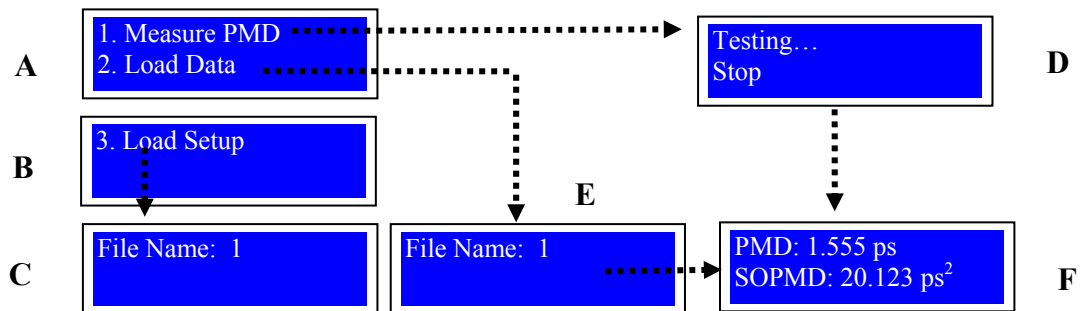 A
1. Measure PMD
2. Load Data
Testing…
Stop
D
B
3. Load Setup
E
C
File Name: 1
File Name: 1
PMD: 1.555 ps
SOPMD: 20.123 ps²
F